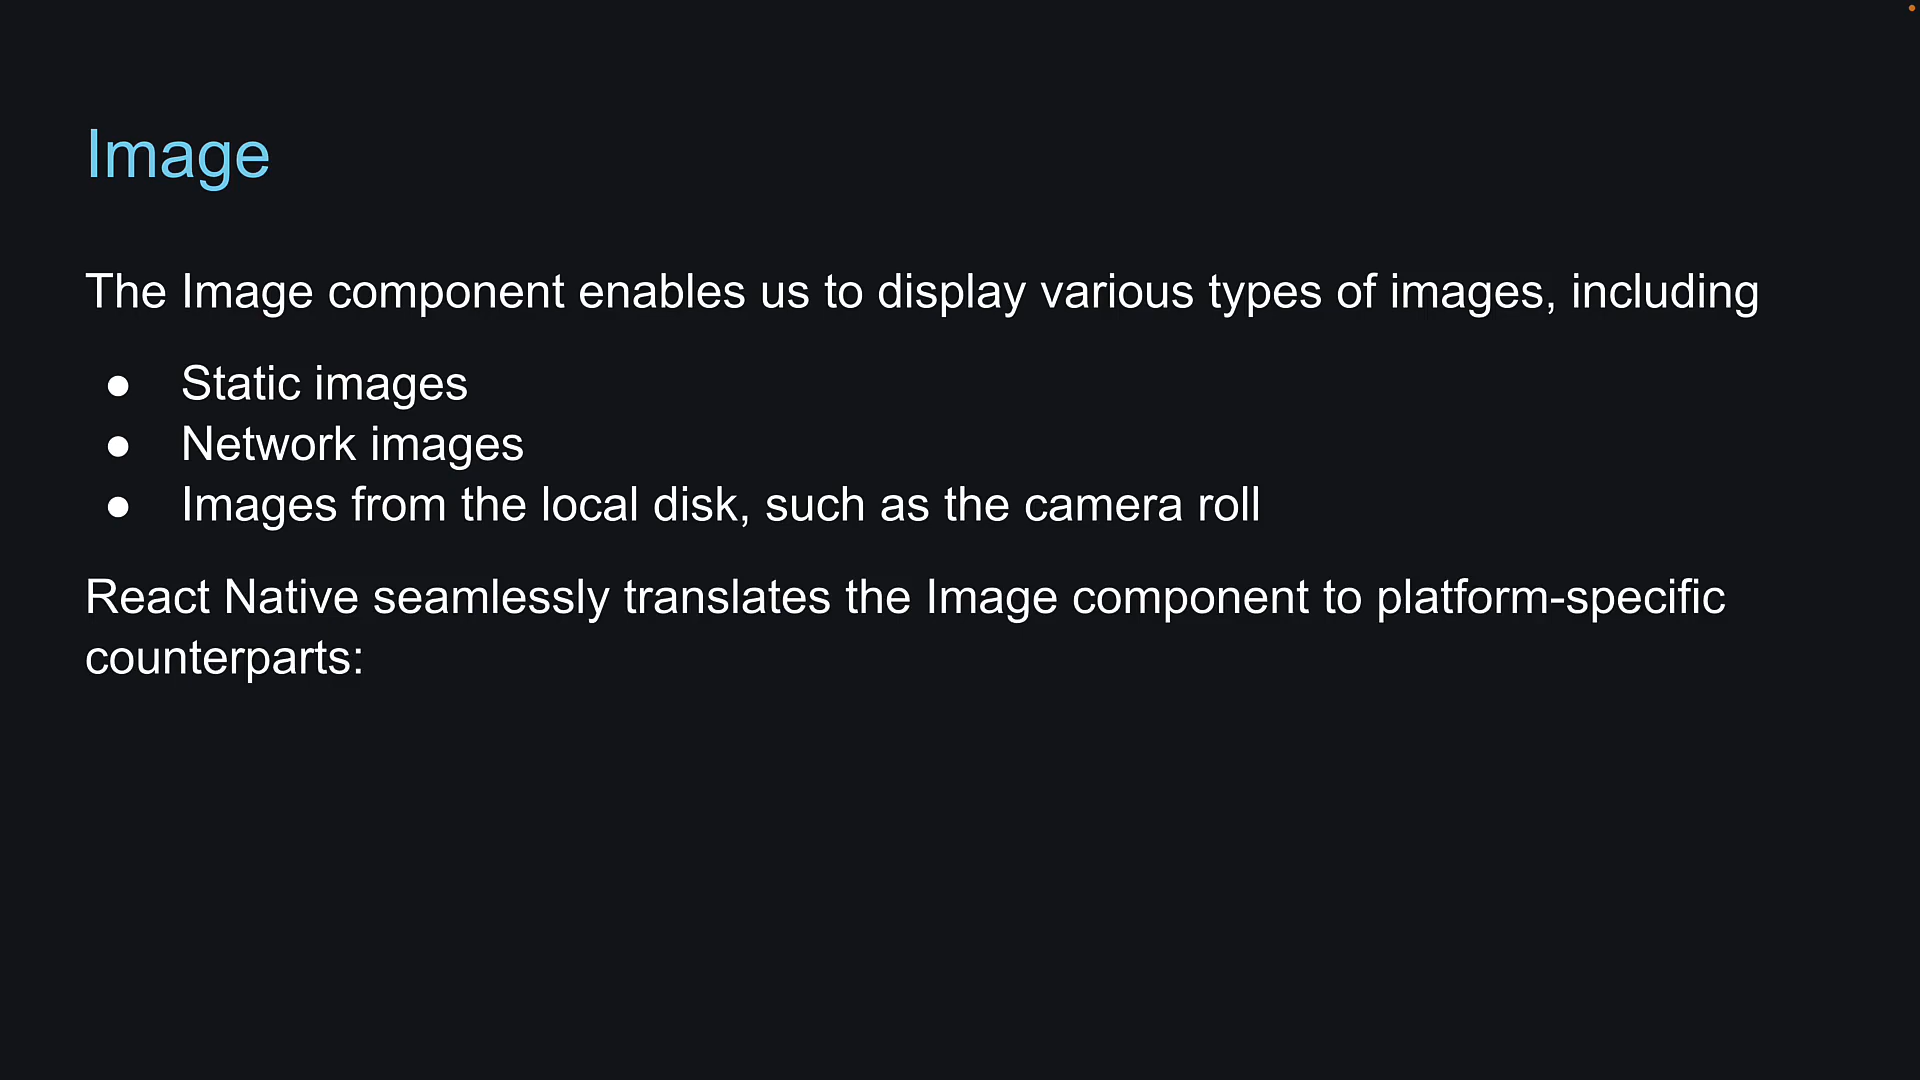 Image
The Image component enables us to display various types of images, including
● Static images
● Network images
● Images from the local disk, such as the camera roll
React Native seamlessly translates the Image component to platform-specific
counterparts: